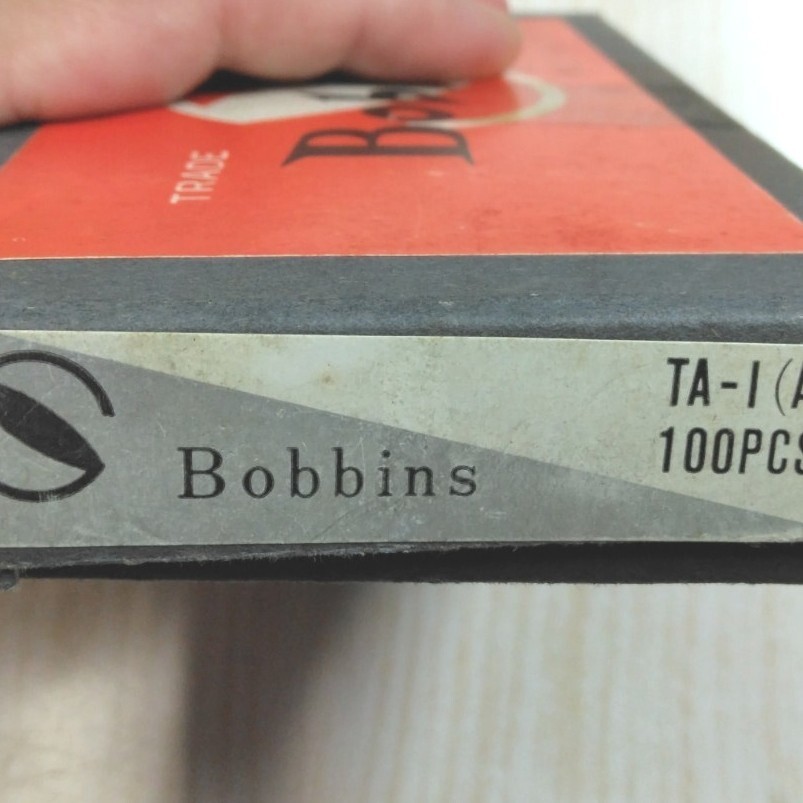 TRADE
Bobbins
TA-1 (A
100PCS